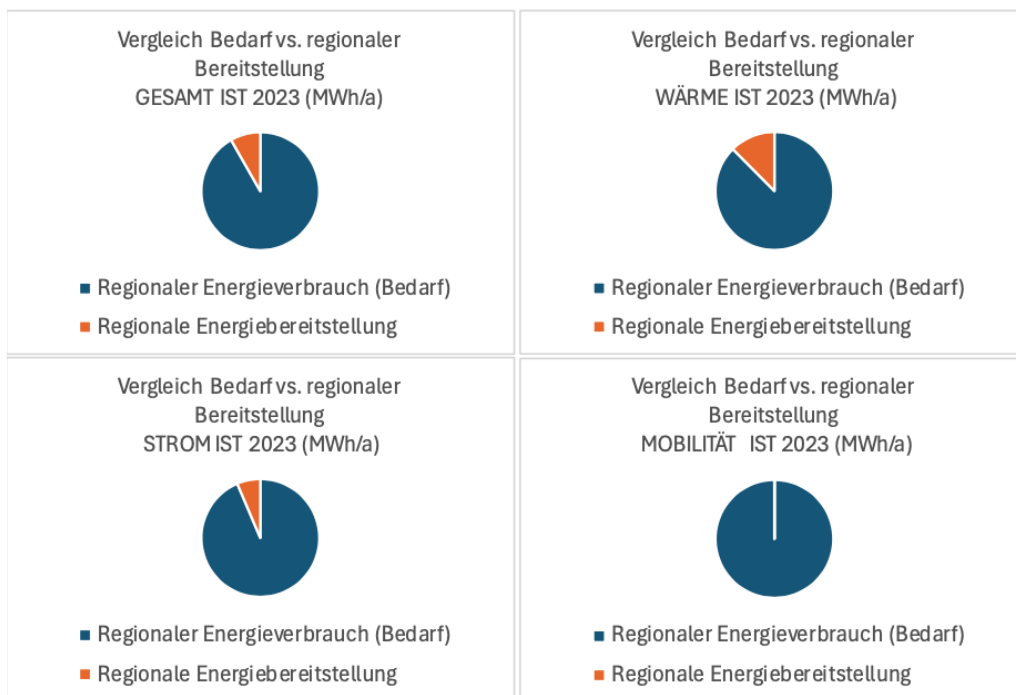 Vergleich Bedarf vs. regionaler
Bereitstellung
GESAMT IST 2023 (MWh/a)
Regionaler Energieverbrauch (Bedarf)
Regionale Energiebereitstellung
Vergleich Bedarf vs. regionaler
Bereitstellung
WÄRME IST 2023 (MWh/a)
Regionaler Energieverbrauch (Bedarf)
Regionale Energiebereitstellung
Vergleich Bedarf vs. regionaler
Bereitstellung
STROM IST 2023 (MWh/a)
Regionaler Energieverbrauch (Bedarf)
Regionale Energiebereitstellung
Vergleich Bedarf vs. regionaler
Bereitstellung
MOBILITÄT IST 2023 (MWh/a)
Regionaler Energieverbrauch (Bedarf)
Regionale Energiebereitstellung